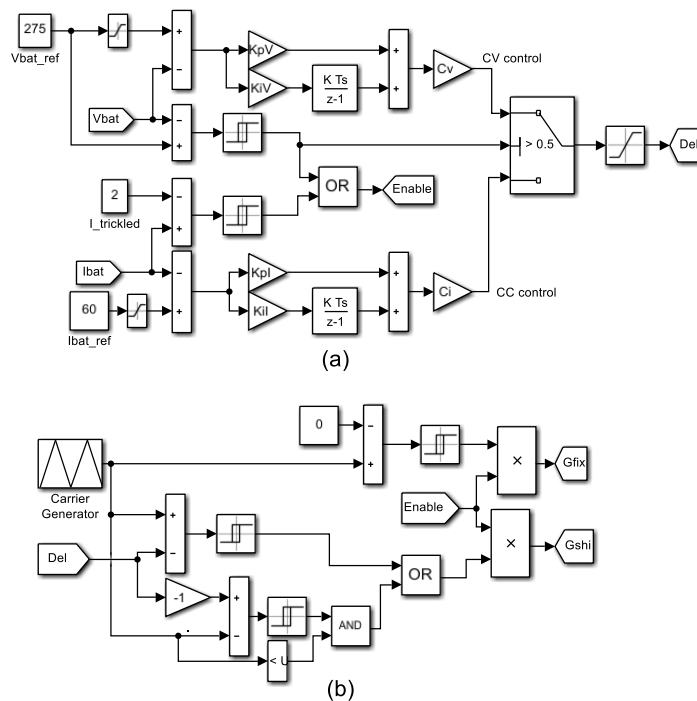 275
Vbat_ref
+
−
KpV
KiV
K Ts
z-1
+
+
Cv
CV control
Vbat
−
+
> 0.5
Del
2
I_trickled
−
+
OR
Enable
Ibat
60
Ibat_ref
−
+
KpI
KiI
K Ts
z-1
+
+
Ci
CC control
(a)
0
−
+
×
Gfix
Carrier
Generator
Enable
×
Gshi
Del
+
−
-1
+
−
OR
AND
< U
(b)